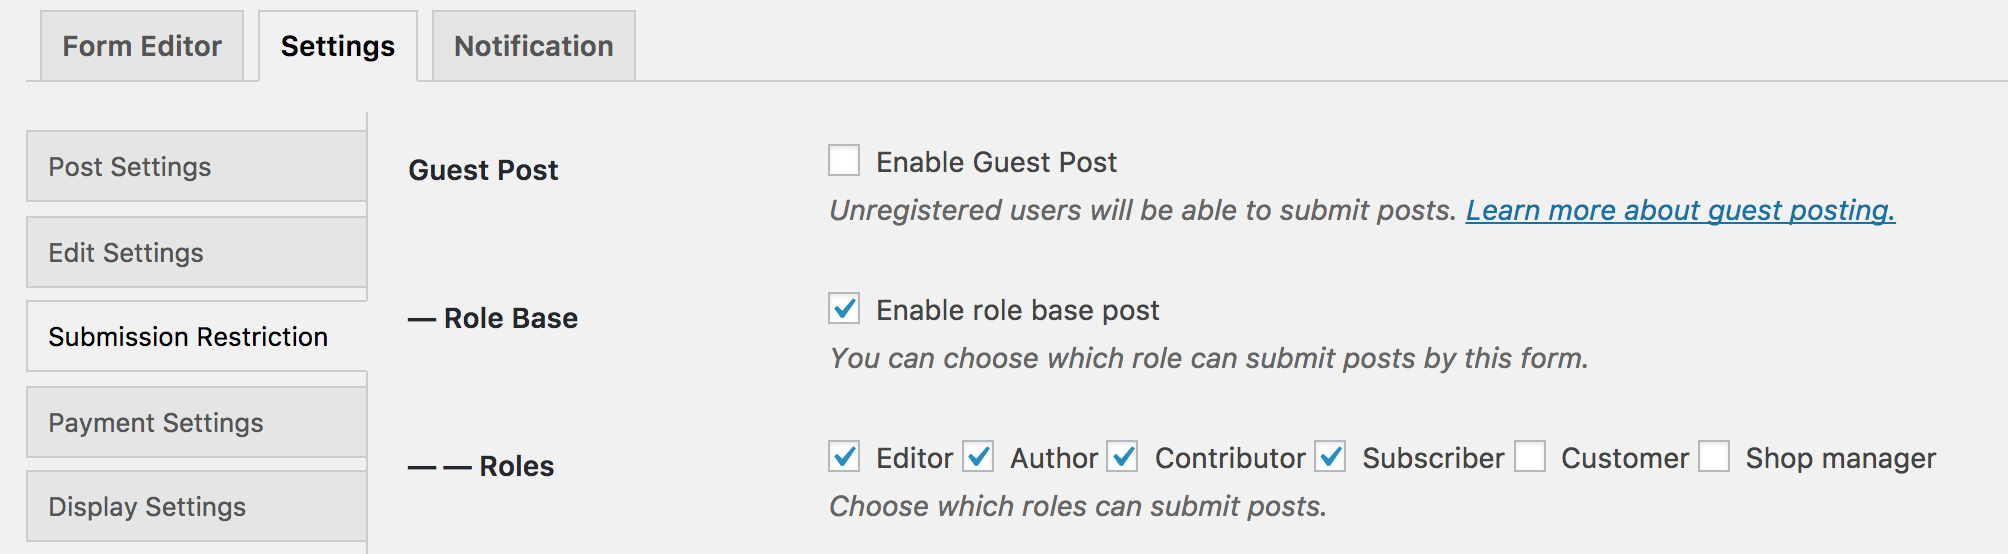 Form Editor Settings Notification
Post Settings
Edit Settings
Submission Restriction
Payment Settings
Display Settings
Guest Post
Enable Guest Post
Unregistered users will be able to submit posts. Learn more about guest posting.
— Role Base
Enable role base post
You can choose which role can submit posts by this form.
— — Roles
Editor Author Contributor Subscriber Customer Shop manager
Choose which roles can submit posts.